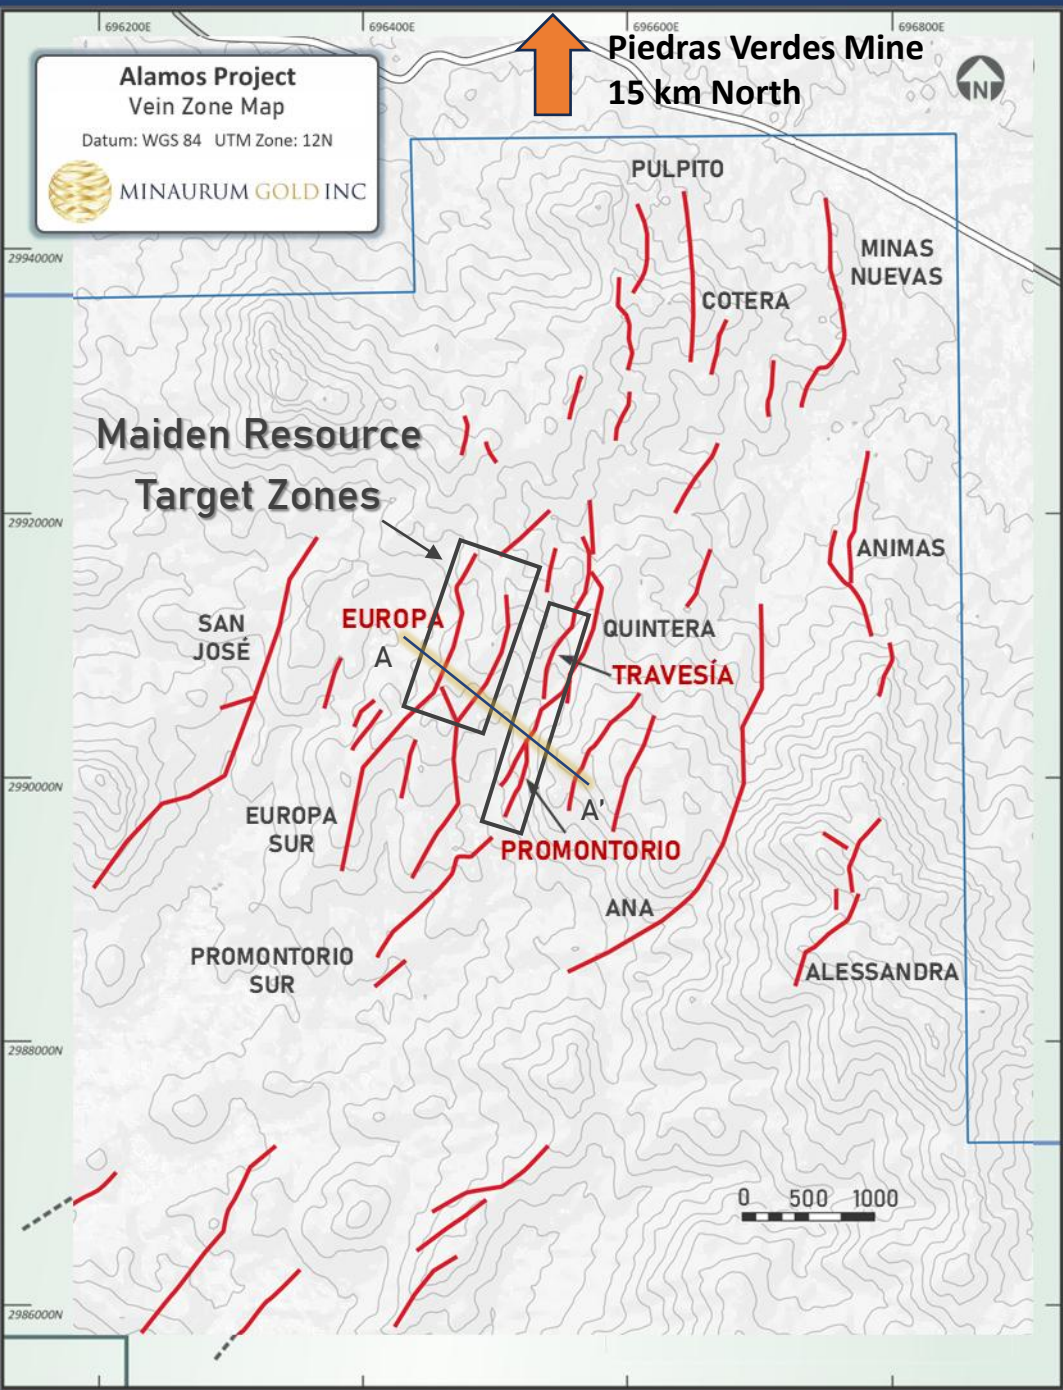 696200E
696400E
696600E
696800E
Piedras Verdes Mine
15 km North
N
Alamos Project
Vein Zone Map
Datum: WGS 84   UTM Zone: 12N
MINAURUM GOLD INC
PULPITO
MINAS
NUEVAS
2994000N
COTERA
Maiden Resource
Target Zones
2992000N
ANIMAS
SAN
JOSÉ
EUROPA
QUINTERA
A
TRAVESÍA
2990000N
A'
EUROPA
SUR
PROMONTORIO
ANA
PROMONTORIO
SUR
ALESSANDRA
2988000N
0 500 1000
2986000N